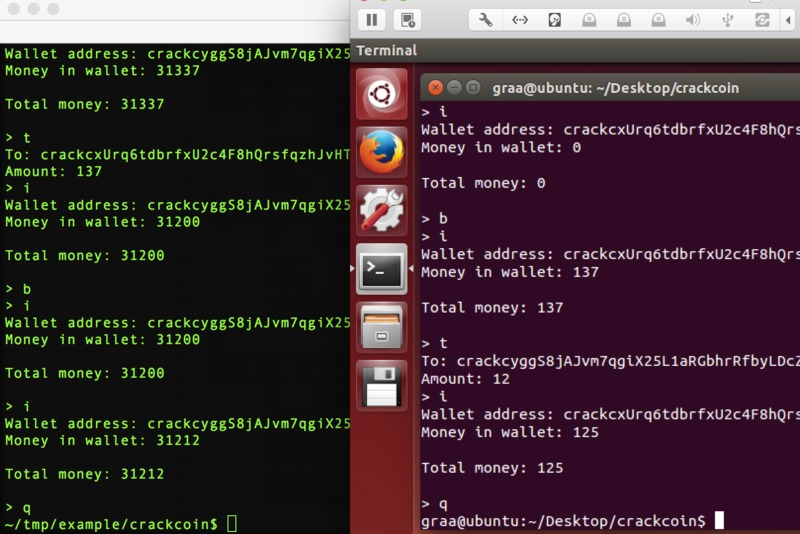 Wallet address: crackcyggS8jAJvm7qgiX25
Money in wallet: 31337
Total money: 31337
> t
To: crackcxUrq6tdbrfxU2c4F8hQrsfqzhJvHT
Amount: 137
> i
Wallet address: crackcyggS8jAJvm7qgiX25
Money in wallet: 31200
Total money: 31200
> b
> i
Wallet address: crackcyggS8jAJvm7qgiX25
Money in wallet: 31200
Total money: 31200
> i
Wallet address: crackcyggS8jAJvm7qgiX25
Money in wallet: 31212
Total money: 31212
> q
~/tmp/example/crackcoin$
Terminal
graa@ubuntu: ~/Desktop/crackcoin
> i
Wallet address: crackcxUrq6tdbrfxU2c4F8hQrs
Money in wallet: 0
Total money: 0
> b
> i
Wallet address: crackcxUrq6tdbrfxU2c4F8hQrs
Money in wallet: 137
Total money: 137
> t
To: crackcyggS8jAJvm7qgiX25L1aRGbhrRfbyLDcZ
Amount: 12
> i
Wallet address: crackcxUrq6tdbrfxU2c4F8hQrs
Money in wallet: 125
Total money: 125
> q
graa@ubuntu:~/Desktop/crackcoin$